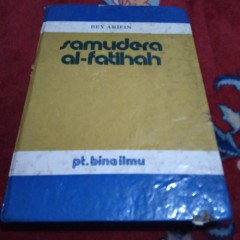 BEY ARIFIN
samudera
al-fatihah
pt. bina ilmu